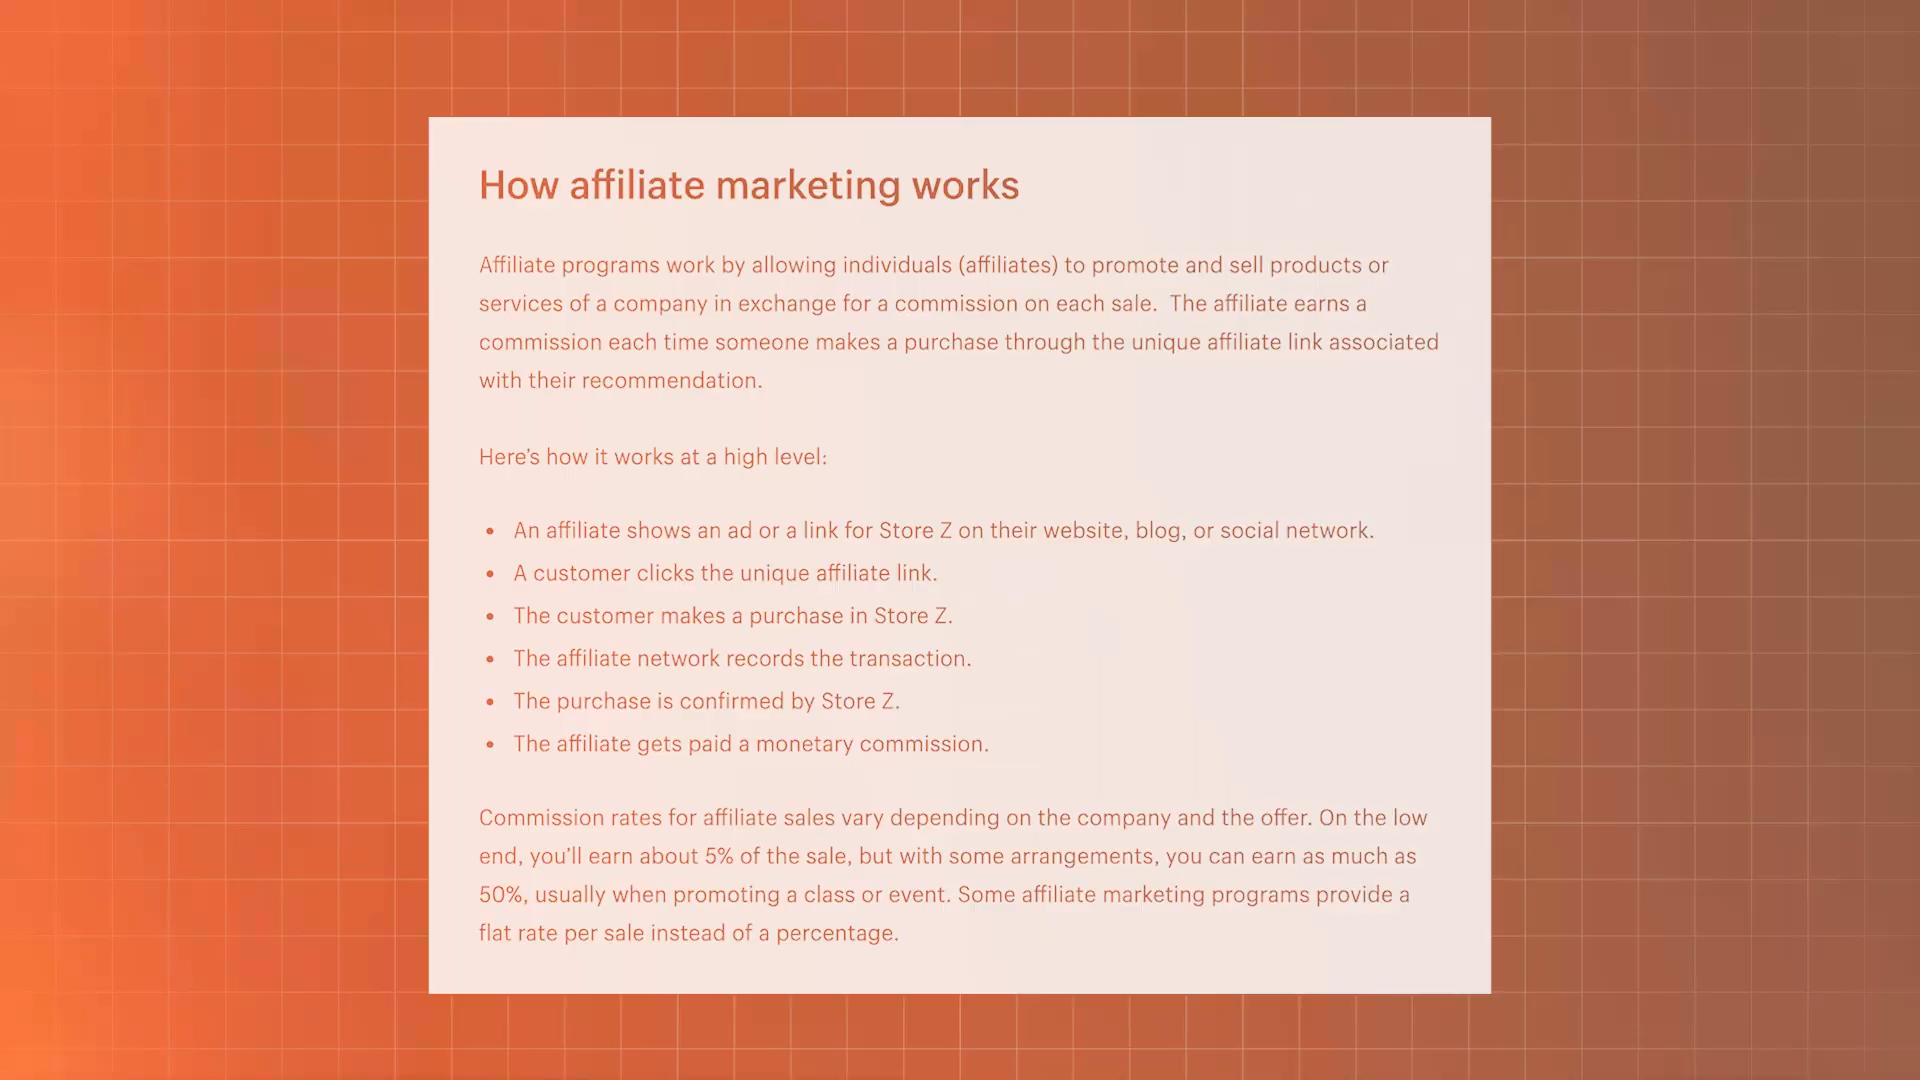 How affiliate marketing works
Affiliate programs work by allowing individuals (affiliates) to promote and sell products or
services of a company in exchange for a commission on each sale.  The affiliate earns a
commission each time someone makes a purchase through the unique affiliate link associated
with their recommendation.
Here's how it works at a high level:
• An affiliate shows an ad or a link for Store Z on their website, blog, or social network.
• A customer clicks the unique affiliate link.
• The customer makes a purchase in Store Z.
• The affiliate network records the transaction.
• The purchase is confirmed by Store Z.
• The affiliate gets paid a monetary commission.
Commission rates for affiliate sales vary depending on the company and the offer. On the low
end, you'll earn about 5% of the sale, but with some arrangements, you can earn as much as
50%, usually when promoting a class or event. Some affiliate marketing programs provide a
flat rate per sale instead of a percentage.